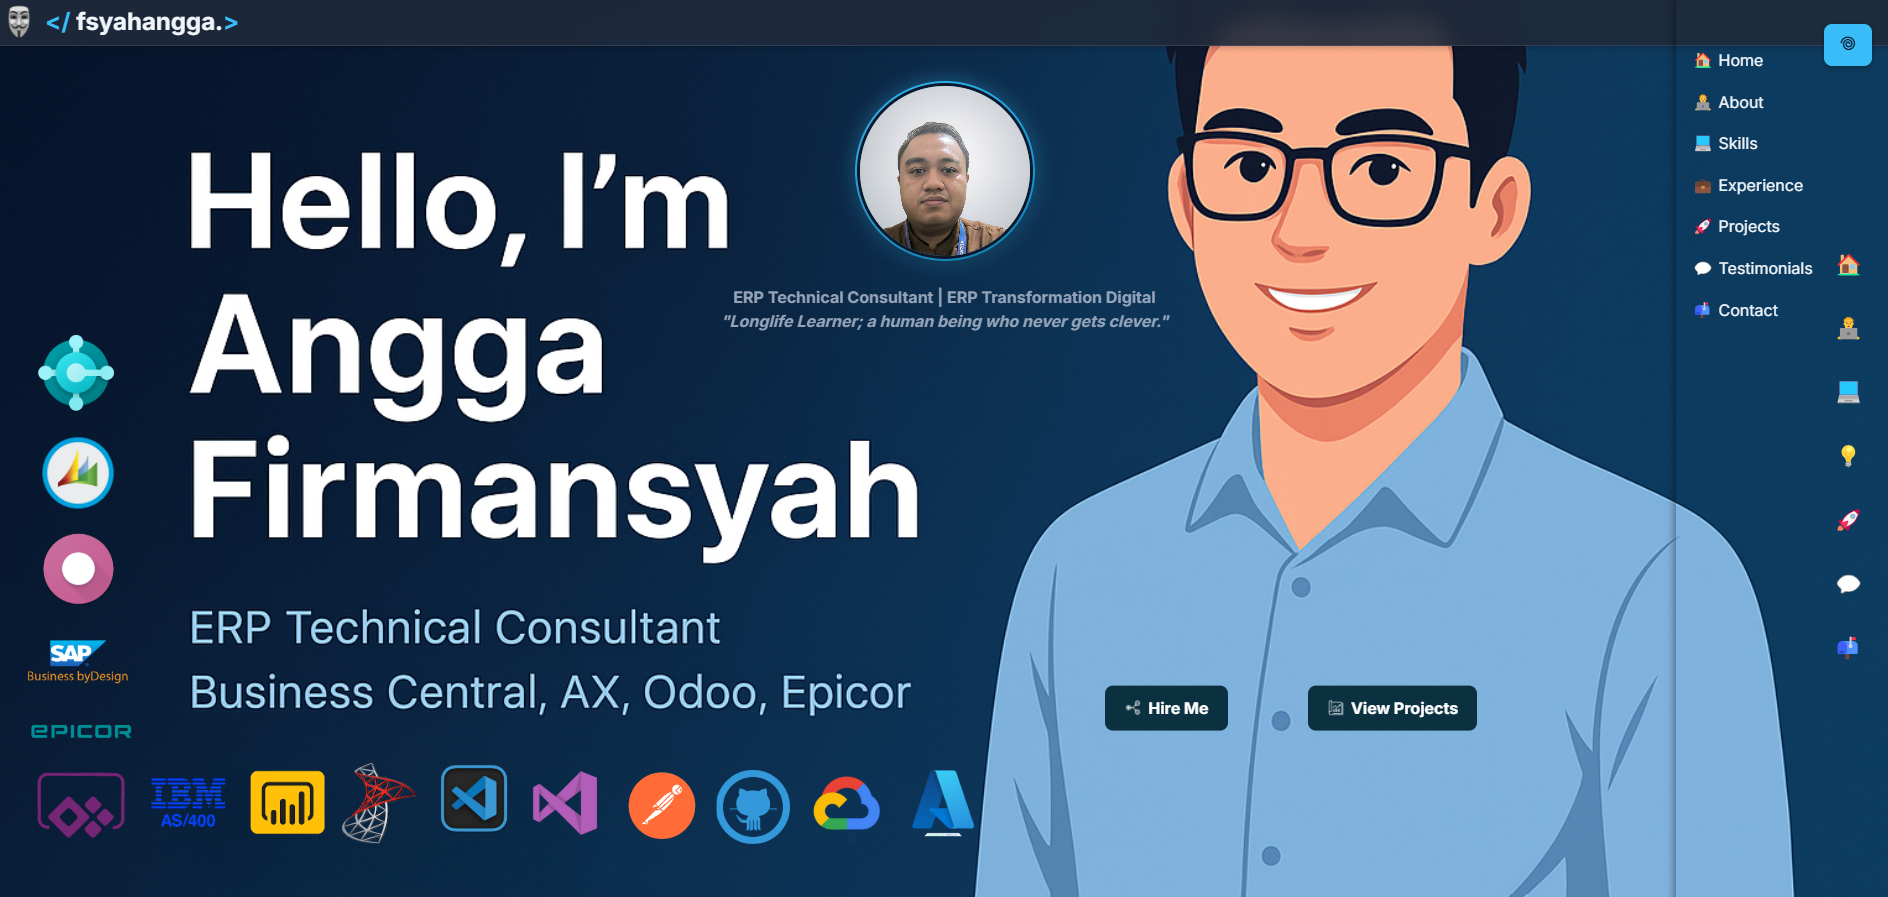 </ fsyahangga.>
Home
About
Skills
Experience
Projects
Testimonials
Contact
Hello, I’m
Angga
Firmansyah
ERP Technical Consultant | ERP Transformation Digital
"Longlife Learner; a human being who never gets clever."
ERP Technical Consultant
Business Central, AX, Odoo, Epicor
Hire Me
View Projects
SAP
Business byDesign
EPICOR
IBM
AS/400